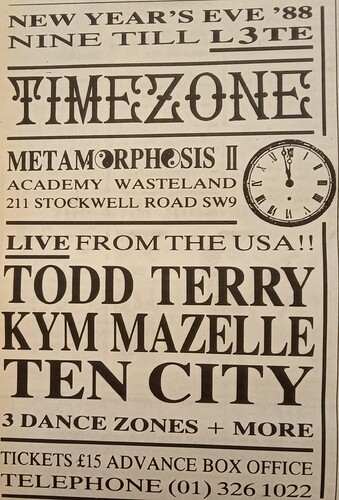 NEW YEAR'S EVE '88
NINE TILL L3TE
TIMEZONE
METAMORPHOSIS II
ACADEMY WASTELAND
211 STOCKWELL ROAD SW9
LIVE FROM THE USA!!
TODD TERRY
KYM MAZELLE
TEN CITY
3 DANCE ZONES + MORE
TICKETS £15 ADVANCE BOX OFFICE
TELEPHONE (01) 326 1022